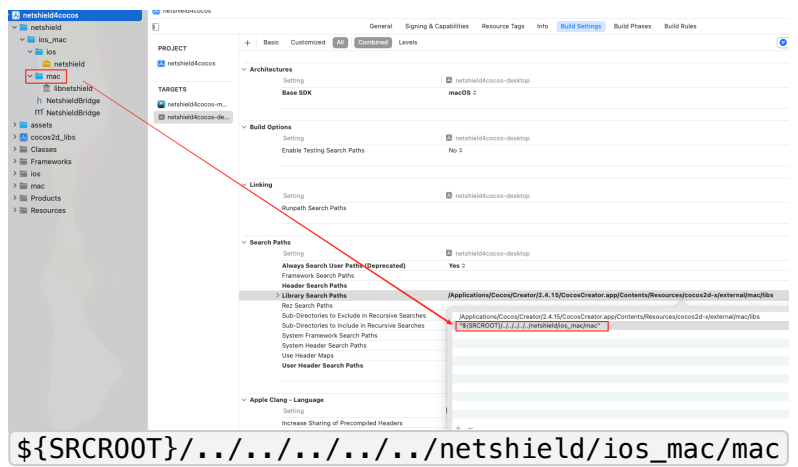 netshield4cocos
netshield
ios_mac
ios
netshield
mac
libnetshield
h NetshieldBridge
m NetshieldBridge
assets
cocos2d_libs
Classes
Frameworks
ios
mac
Products
Resources
netshield4cocos
General Signing & Capabilities Resource Tags Info Build Settings Build Phases Build Rules
PROJECT
netshield4cocos
TARGETS
netshield4cocos-m...
netshield4cocos-de...
+ Basic Customized All Combined Levels
Architectures
Setting netshield4cocos-desktop
Base SDK macOS
Build Options
Setting netshield4cocos-desktop
Enable Testing Search Paths No
Linking
Setting netshield4cocos-desktop
Runpath Search Paths
Search Paths
Setting netshield4cocos-desktop
Always Search User Paths (Deprecated) Yes
Framework Search Paths
Header Search Paths
Library Search Paths /Applications/Cocos/Creator/2.4.15/CocosCreator.app/Contents/Resources/cocos2d-x/external/mac/libs
Rez Search Paths
Sub-Directories to Exclude in Recursive Searches
Sub-Directories to Include in Recursive Searches
System Framework Search Paths
System Header Search Paths
Use Header Maps
User Header Search Paths
/Applications/Cocos/Creator/2.4.15/CocosCreator.app/Contents/Resources/cocos2d-x/external/mac/libs
"$(SRCROOT)/../../../../../netshield/ios_mac/mac"
+ −
Apple Clang - Language
Setting
Increase Sharing of Precompiled Headers
${SRCROOT}/../../../../../netshield/ios_mac/mac